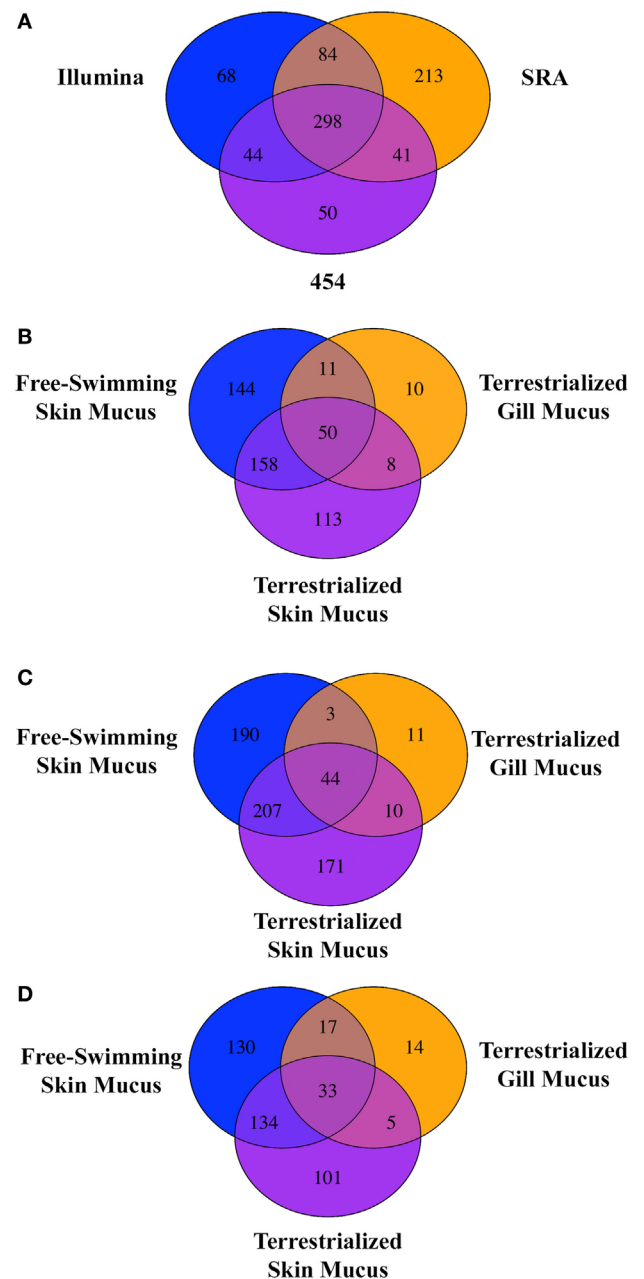 A
Illumina
68
84
213
SRA
298
44
41
50
454
B
Free-Swimming
Skin Mucus
144
11
10
Terrestrialized
Gill Mucus
50
158
8
113
Terrestrialized
Skin Mucus
C
Free-Swimming
Skin Mucus
190
3
11
Terrestrialized
Gill Mucus
44
207
10
171
Terrestrialized
Skin Mucus
D
Free-Swimming
Skin Mucus
130
17
14
Terrestrialized
Gill Mucus
33
134
5
101
Terrestrialized
Skin Mucus